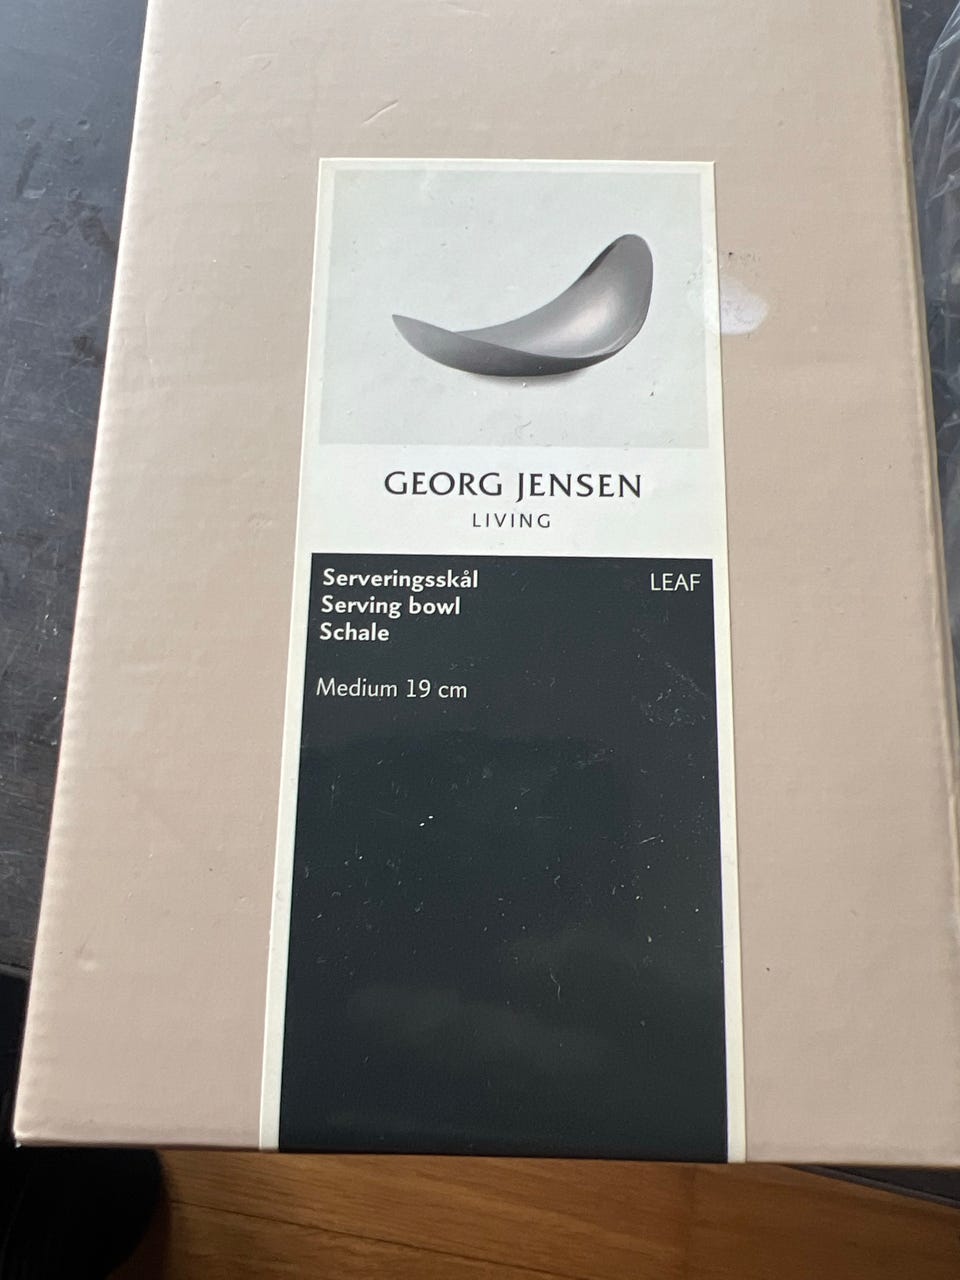 GEORG JENSEN
LIVING
Serveringsskål
LEAF
Serving bowl
Schale
Medium 19 cm